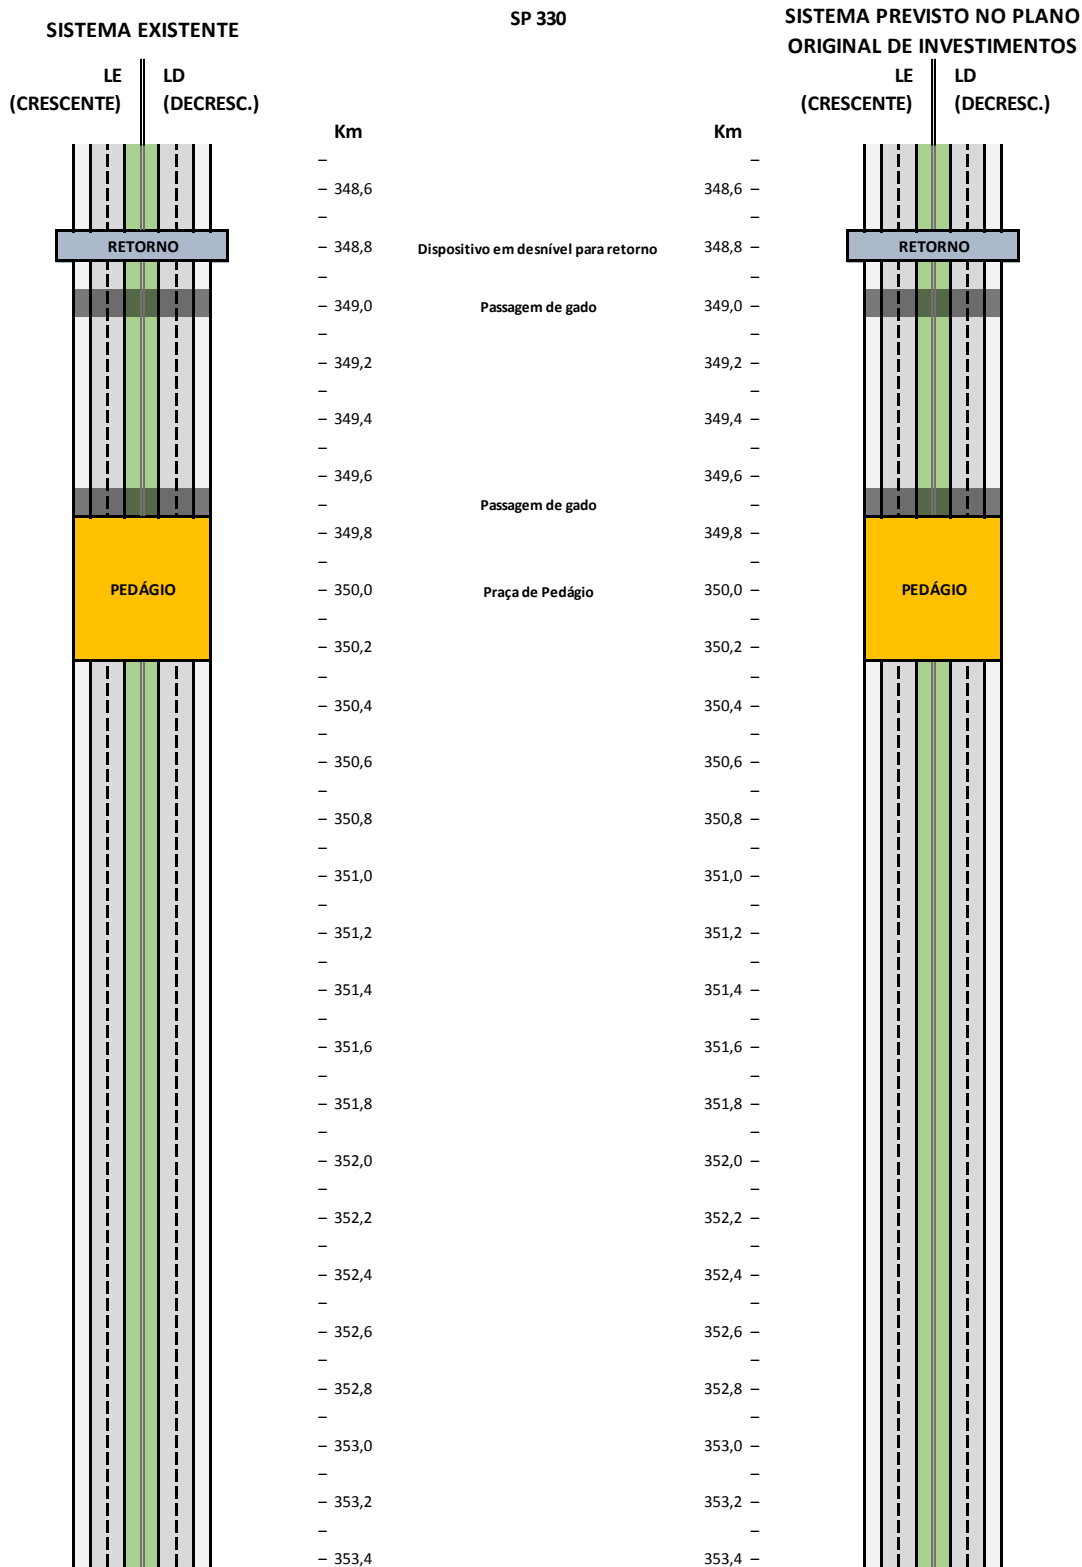 SISTEMA EXISTENTE
SP 330
SISTEMA PREVISTO NO PLANO
ORIGINAL DE INVESTIMENTOS
LE LD
(CRESCENTE) (DECRESC.)
LE LD
(CRESCENTE) (DECRESC.)
Km Km
–  –
– 348,6 348,6 –
–  –
RETORNO – 348,8 Dispositivo em desnível para retorno 348,8 – RETORNO
–  –
– 349,0 Passagem de gado 349,0 –
–  –
– 349,2 349,2 –
–  –
– 349,4 349,4 –
–  –
– 349,6 349,6 –
– Passagem de gado –
– 349,8 349,8 –
–  –
PEDÁGIO – 350,0 Praça de Pedágio 350,0 – PEDÁGIO
–  –
– 350,2 350,2 –
–  –
– 350,4 350,4 –
–  –
– 350,6 350,6 –
–  –
– 350,8 350,8 –
–  –
– 351,0 351,0 –
–  –
– 351,2 351,2 –
–  –
– 351,4 351,4 –
–  –
– 351,6 351,6 –
–  –
– 351,8 351,8 –
–  –
– 352,0 352,0 –
–  –
– 352,2 352,2 –
–  –
– 352,4 352,4 –
–  –
– 352,6 352,6 –
–  –
– 352,8 352,8 –
–  –
– 353,0 353,0 –
–  –
– 353,2 353,2 –
–  –
– 353,4 353,4 –